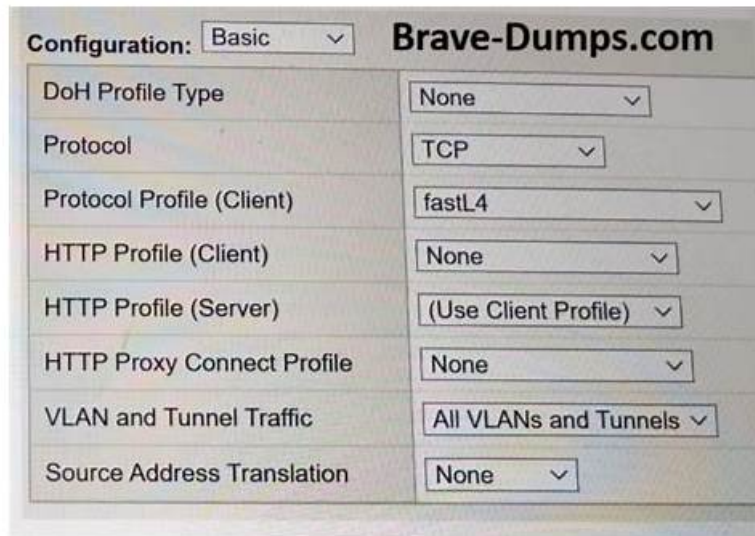 Configuration: Basic
Brave-Dumps.com
DoH Profile Type None
Protocol TCP
Protocol Profile (Client) fastL4
HTTP Profile (Client) None
HTTP Profile (Server) (Use Client Profile)
HTTP Proxy Connect Profile None
VLAN and Tunnel Traffic All VLANs and Tunnels
Source Address Translation None